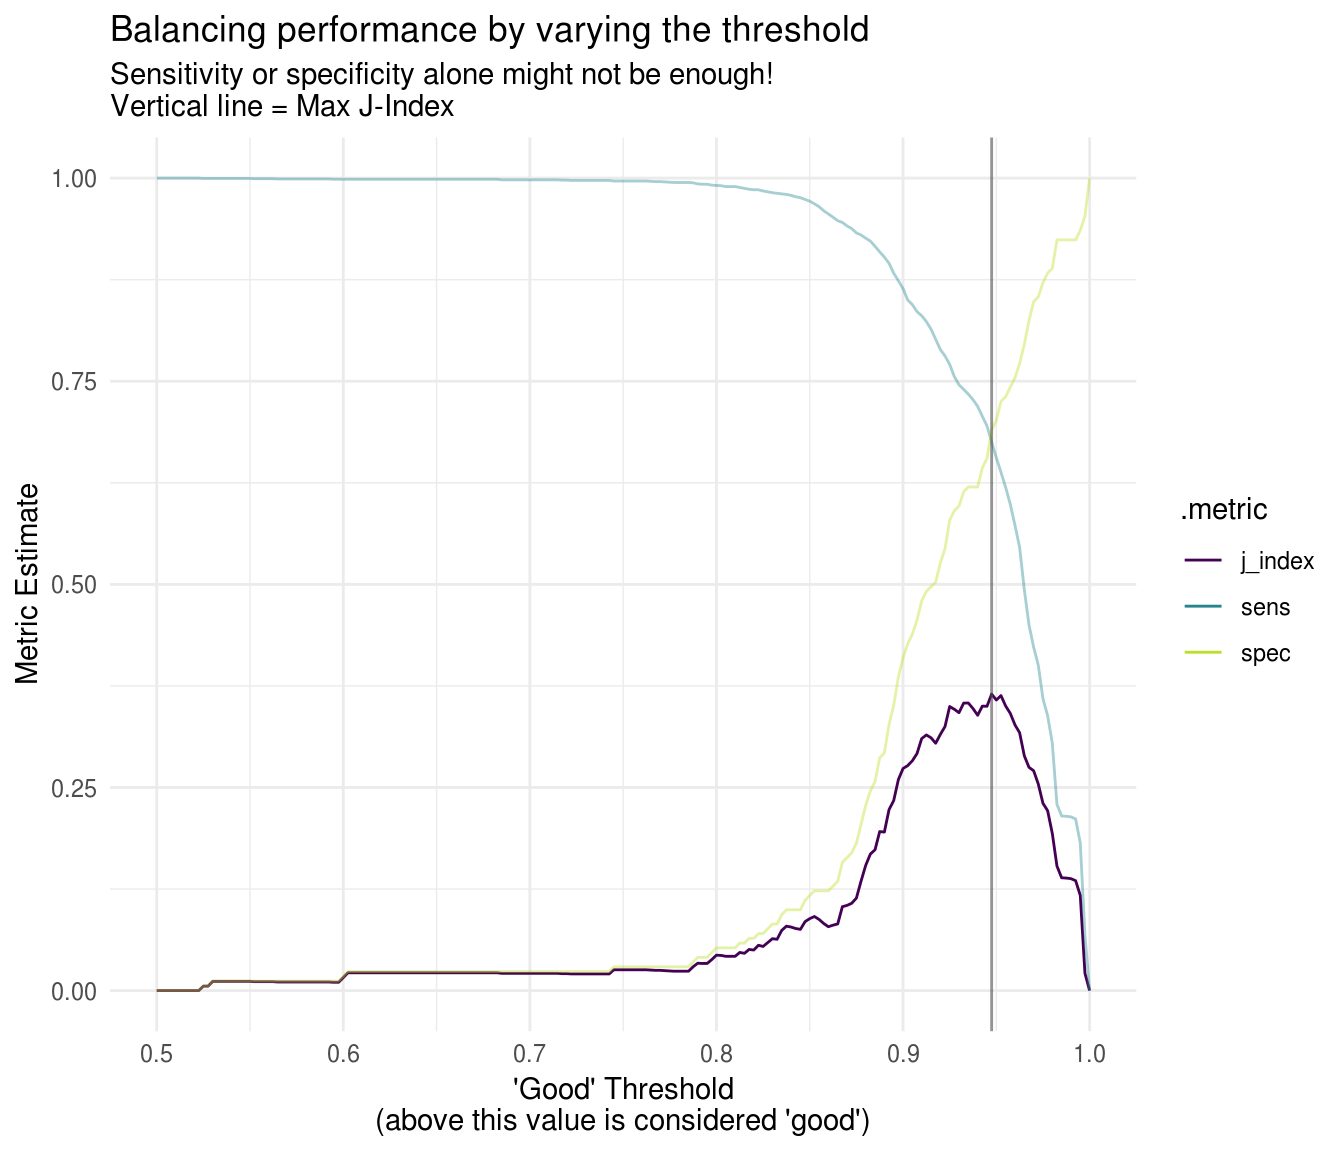 Balancing performance by varying the threshold
Sensitivity or specificity alone might not be enough!
Vertical line = Max J-Index
1.00
0.75
0.50
0.25
0.00
Metric Estimate
0.5 0.6 0.7 0.8 0.9 1.0
'Good' Threshold
(above this value is considered 'good')
.metric
j_index
sens
spec